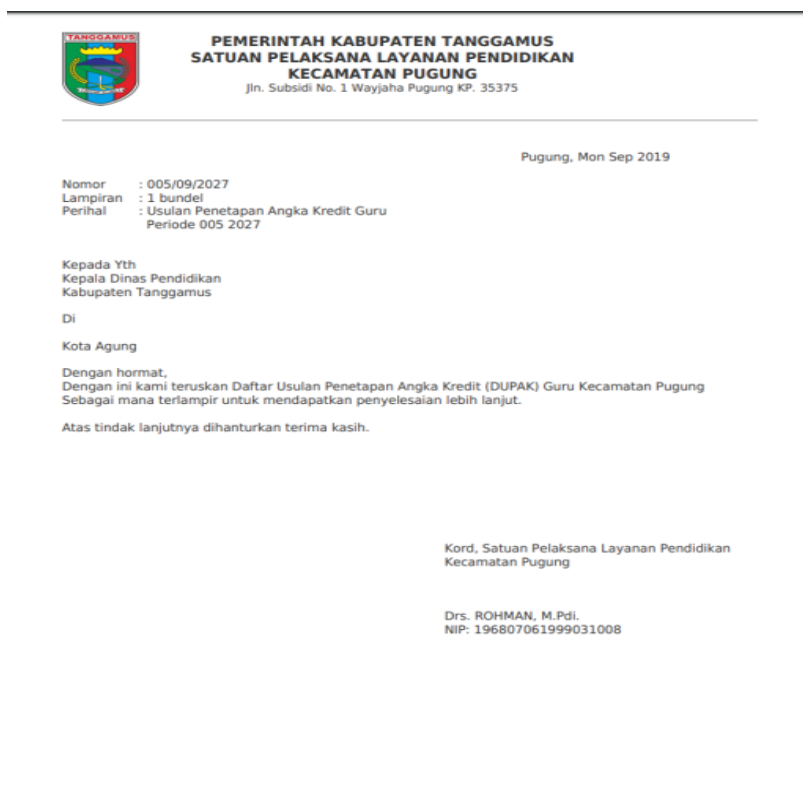 TANGGAMUS
PEMERINTAH KABUPATEN TANGGAMUS
SATUAN PELAKSANA LAYANAN PENDIDIKAN
KECAMATAN PUGUNG
Jln. Subsidi No. 1 Wayjaha Pugung KP. 35375
Pugung, Mon Sep 2019
Nomor : 005/09/2027
Lampiran : 1 bundel
Perihal : Usulan Penetapan Angka Kredit Guru
Periode 005 2027
Kepada Yth
Kepala Dinas Pendidikan
Kabupaten Tanggamus
Di
Kota Agung
Dengan hormat,
Dengan ini kami teruskan Daftar Usulan Penetapan Angka Kredit (DUPAK) Guru Kecamatan Pugung
Sebagai mana terlampir untuk mendapatkan penyelesaian lebih lanjut.
Atas tindak lanjutnya dihanturkan terima kasih.
Kord, Satuan Pelaksana Layanan Pendidikan
Kecamatan Pugung
Drs. ROHMAN, M.Pdi.
NIP: 196807061999031008